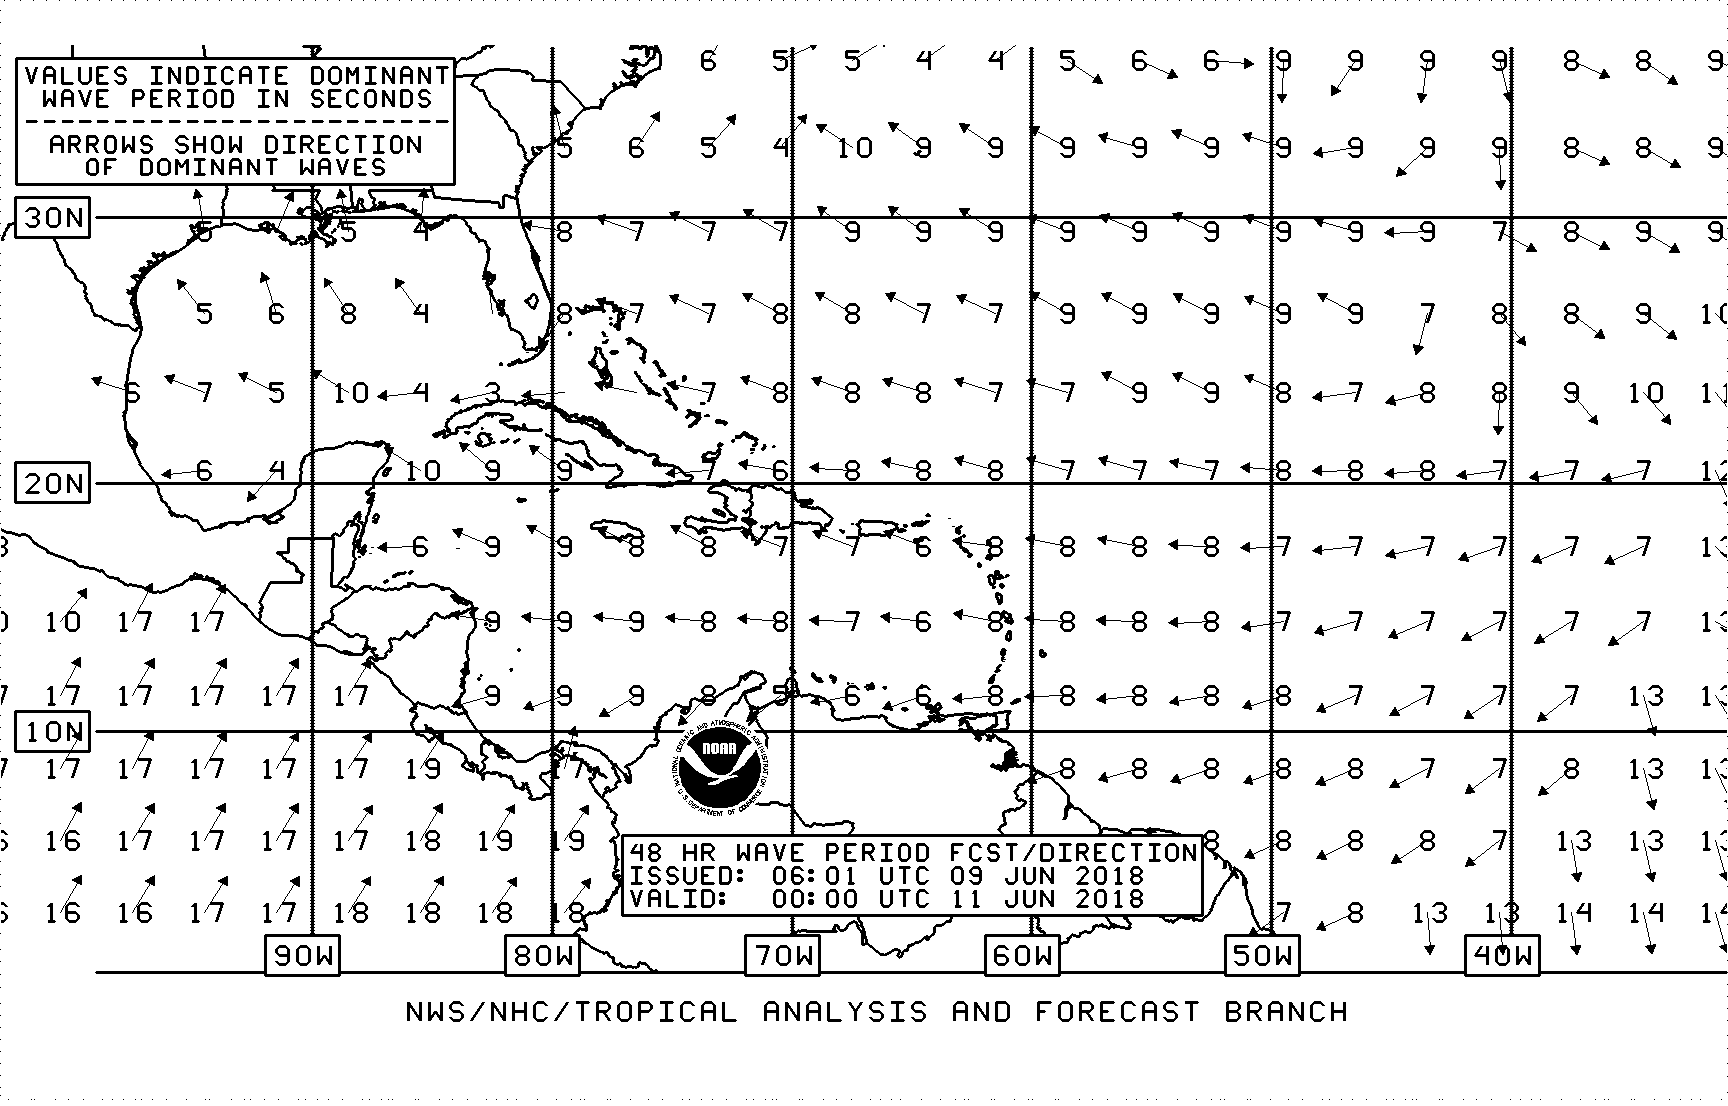 6 5 5 4 4 5 6 6 9 9 9 9 8 8 9
VALUES INDICATE DOMINANT
WAVE PERIOD IN SECONDS
ARROWS SHOW DIRECTION
OF DOMINANT WAVES
5 6 5 4 10 9 9 9 9 9 9 9 9 9 8 8 9
30N
6 5 4 8 7 7 7 9 9 9 9 9 9 9 9 9 7 8 9 9
5 6 8 4 8 7 7 8 8 7 7 9 9 9 9 9 7 8 8 9 10
6 7 5 10 4 3 7 8 8 8 7 7 9 9 8 7 8 8 9 10 11
6 4 10 9 9 7 6 8 8 8 7 7 7 8 8 8 7 7 7 12
20N
8 6 9 9 8 8 7 7 6 8 8 8 8 7 7 7 7 7 7 13
0 10 17 17 9 9 9 8 8 7 6 8 8 8 8 7 7 7 7 7 7 13
7 17 17 17 17 17 9 9 9 8 5 6 6 8 8 8 8 8 7 7 7 7 13 13
10N
7 17 17 17 17 17 19 17 8 8 8 8 8 7 7 8 13 13
NOAA
6 16 17 17 17 17 18 19 19 8 8 8 8 7 13 13 13
48 HR WAVE PERIOD FCST/DIRECTION
ISSUED: 06:01 UTC 09 JUN 2018
VALID: 00:00 UTC 11 JUN 2018
6 16 16 17 17 18 18 18 18 7 8 13 13 14 14 14
90W 80W 70W 60W 50W 40W
NWS/NHC/TROPICAL ANALYSIS AND FORECAST BRANCH